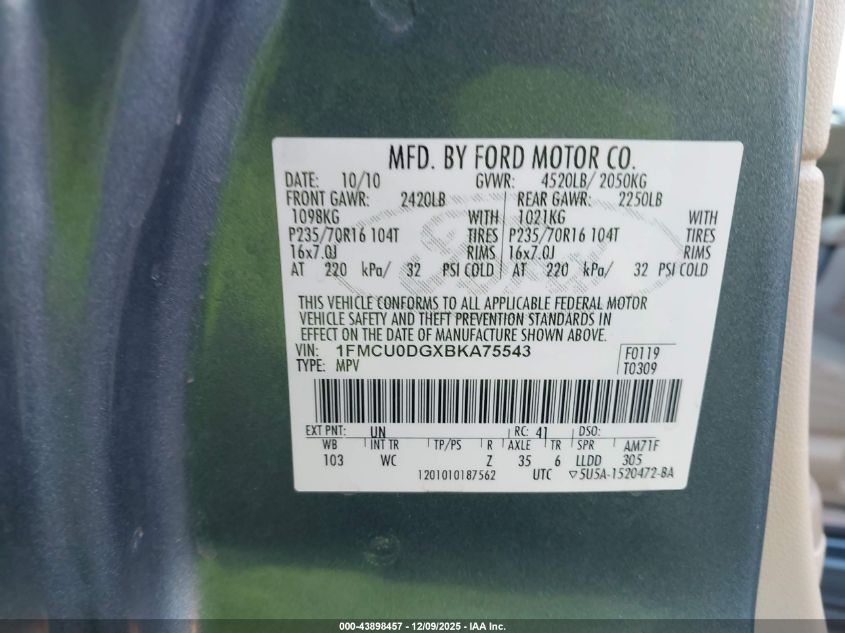 MFD. BY FORD MOTOR CO.
DATE: 10/10 GVWR: 4520LB/ 2050KG
FRONT GAWR: 2420LB REAR GAWR: 2250LB
1098KG WITH 1021KG WITH
P235/70R16 104T TIRES P235/70R16 104T TIRES
16x7.0J RIMS 16x7.0J RIMS
AT 220 kPa/ 32 PSI COLD AT 220 kPa/ 32 PSI COLD
THIS VEHICLE CONFORMS TO ALL APPLICABLE FEDERAL MOTOR
VEHICLE SAFETY AND THEFT PREVENTION STANDARDS IN
EFFECT ON THE DATE OF MANUFACTURE SHOWN ABOVE.
VIN: 1FMCU0DGXBKA75543 F0119
TYPE: MPV T0309
EXT PNT: UN RC: 41 DSO:
WB INT TR TP/PS R AXLE TR SPR AM71F
103 WC Z 35 6 LLDD 305
1201010187562 UTC ▽5U5A-1520472-BA
000-43898457 • 12/09/2025 • IAA Inc.